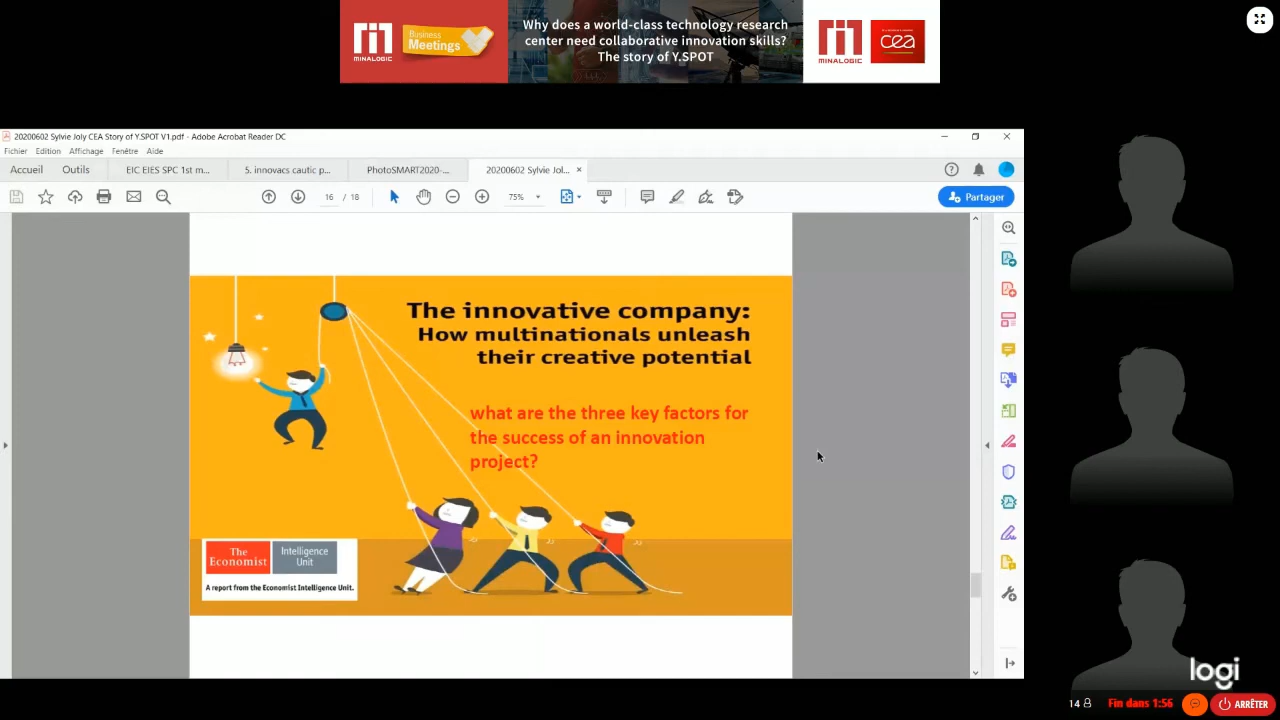 MINALOGIC
Business
Meetings
Why does a world-class technology research
center need collaborative innovation skills?
The story of Y.SPOT
MINALOGIC
cea
20200602 Sylvie Joly CEA Story of Y.SPOT V1.pdf - Adobe Acrobat Reader DC
Fichier Edition Affichage Fenêtre Aide
Accueil Outils EIC EIES SPC 1st m... 5. innovacs cautic p... PhotoSMART2020-... 20200602 Sylvie Jol... ×
16 / 18 75% Partager
The innovative company:
How multinationals unleash
their creative potential
what are the three key factors for
the success of an innovation
project?
The
Economist
Intelligence
Unit
A report from the Economist Intelligence Unit.
logi
14 Fin dans 1:56 ARRÊTER